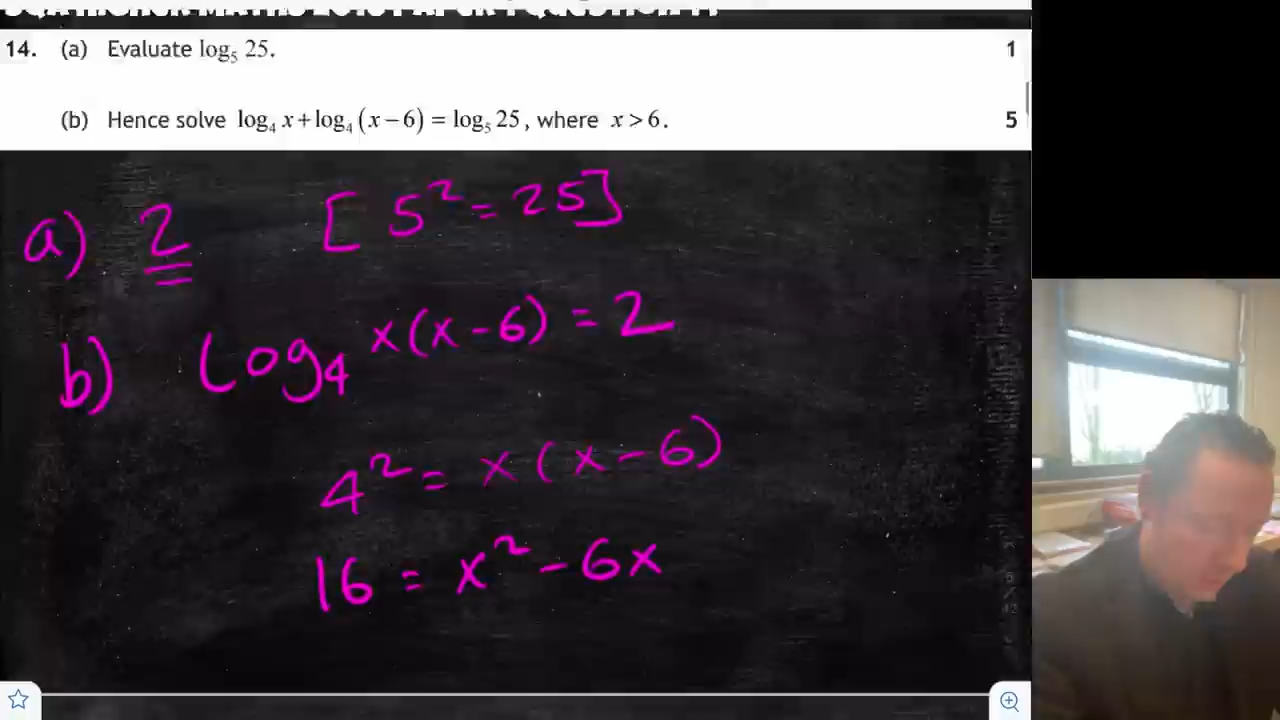 14. (a) Evaluate log₅ 25. 1
(b) Hence solve log₄ x + log₄ (x − 6) = log₅ 25, where x > 6. 5
a) 2 [ 5² = 25 ]
b) log₄ x(x − 6) = 2
4² = x(x − 6)
16 = x² − 6x